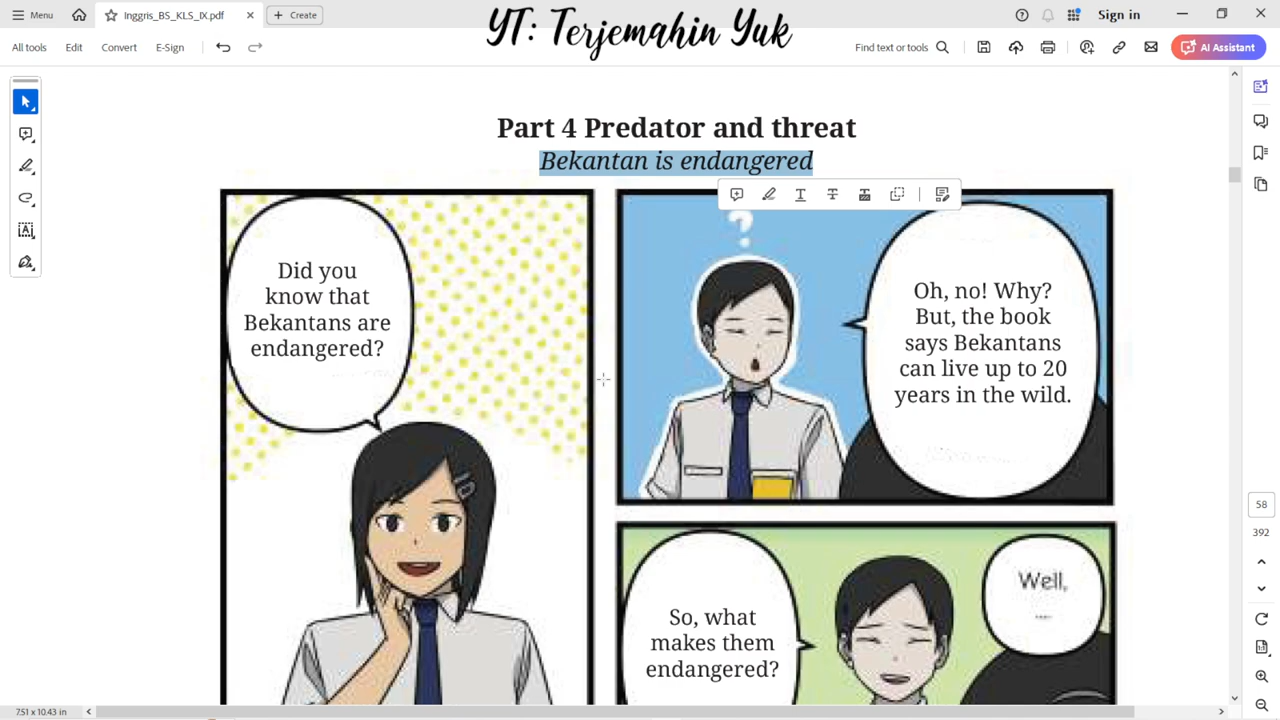 Menu
Inggris_BS_KLS_IX.pdf
Create
YT: Terjemahin Yuk
Sign in
All tools
Edit
Convert
E-Sign
Find text or tools
AI Assistant
Part 4 Predator and threat
Bekantan is endangered
Did you
know that
Bekantans are
endangered?
?
Oh, no! Why?
But, the book
says Bekantans
can live up to 20
years in the wild.
So, what
makes them
endangered?
Well,
...
58
392
7.51 x 10.43 in